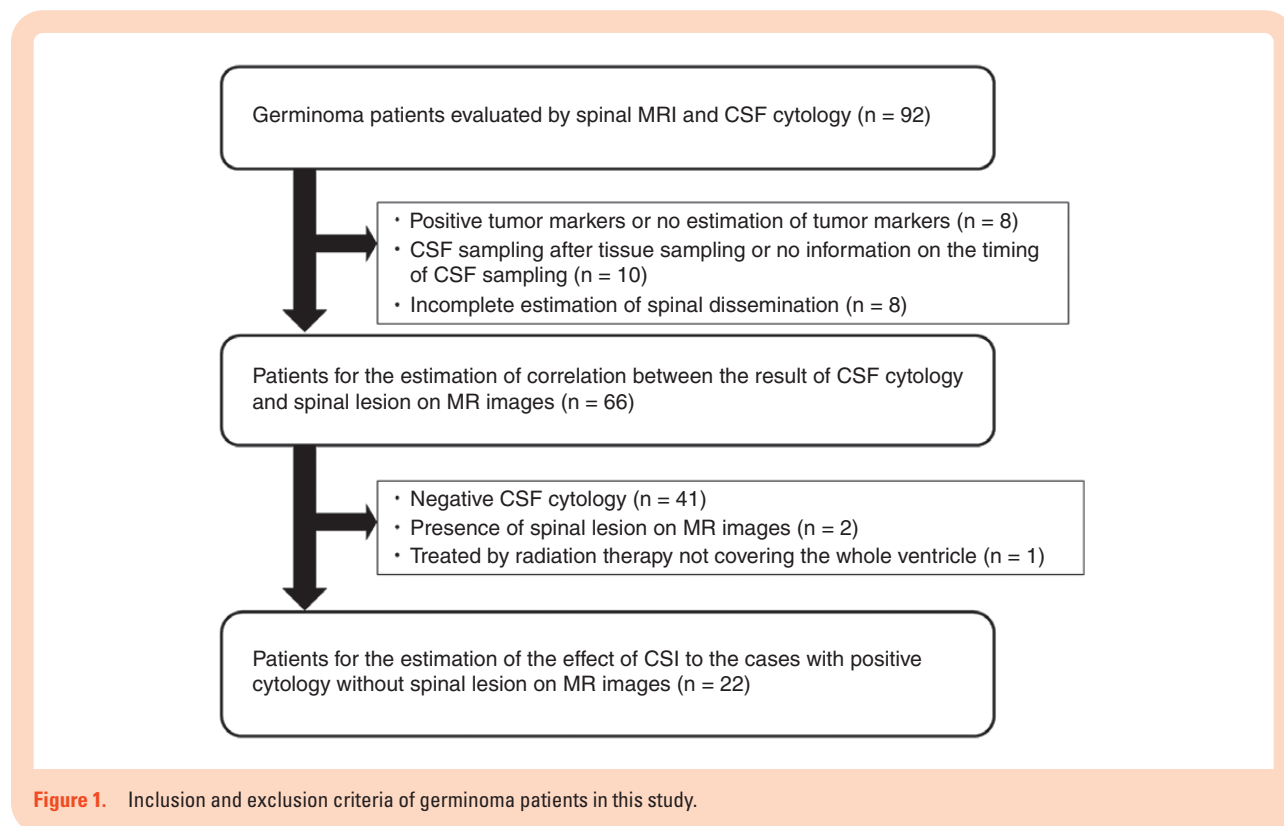 Germinoma patients evaluated by spinal MRI and CSF cytology (n = 92)
• Positive tumor markers or no estimation of tumor markers (n = 8)
• CSF sampling after tissue sampling or no information on the timing
of CSF sampling (n = 10)
• Incomplete estimation of spinal dissemination (n = 8)
Patients for the estimation of correlation between the result of CSF cytology
and spinal lesion on MR images (n = 66)
• Negative CSF cytology (n = 41)
• Presence of spinal lesion on MR images (n = 2)
• Treated by radiation therapy not covering the whole ventricle (n = 1)
Patients for the estimation of the effect of CSI to the cases with positive
cytology without spinal lesion on MR images (n = 22)
Figure 1. Inclusion and exclusion criteria of germinoma patients in this study.